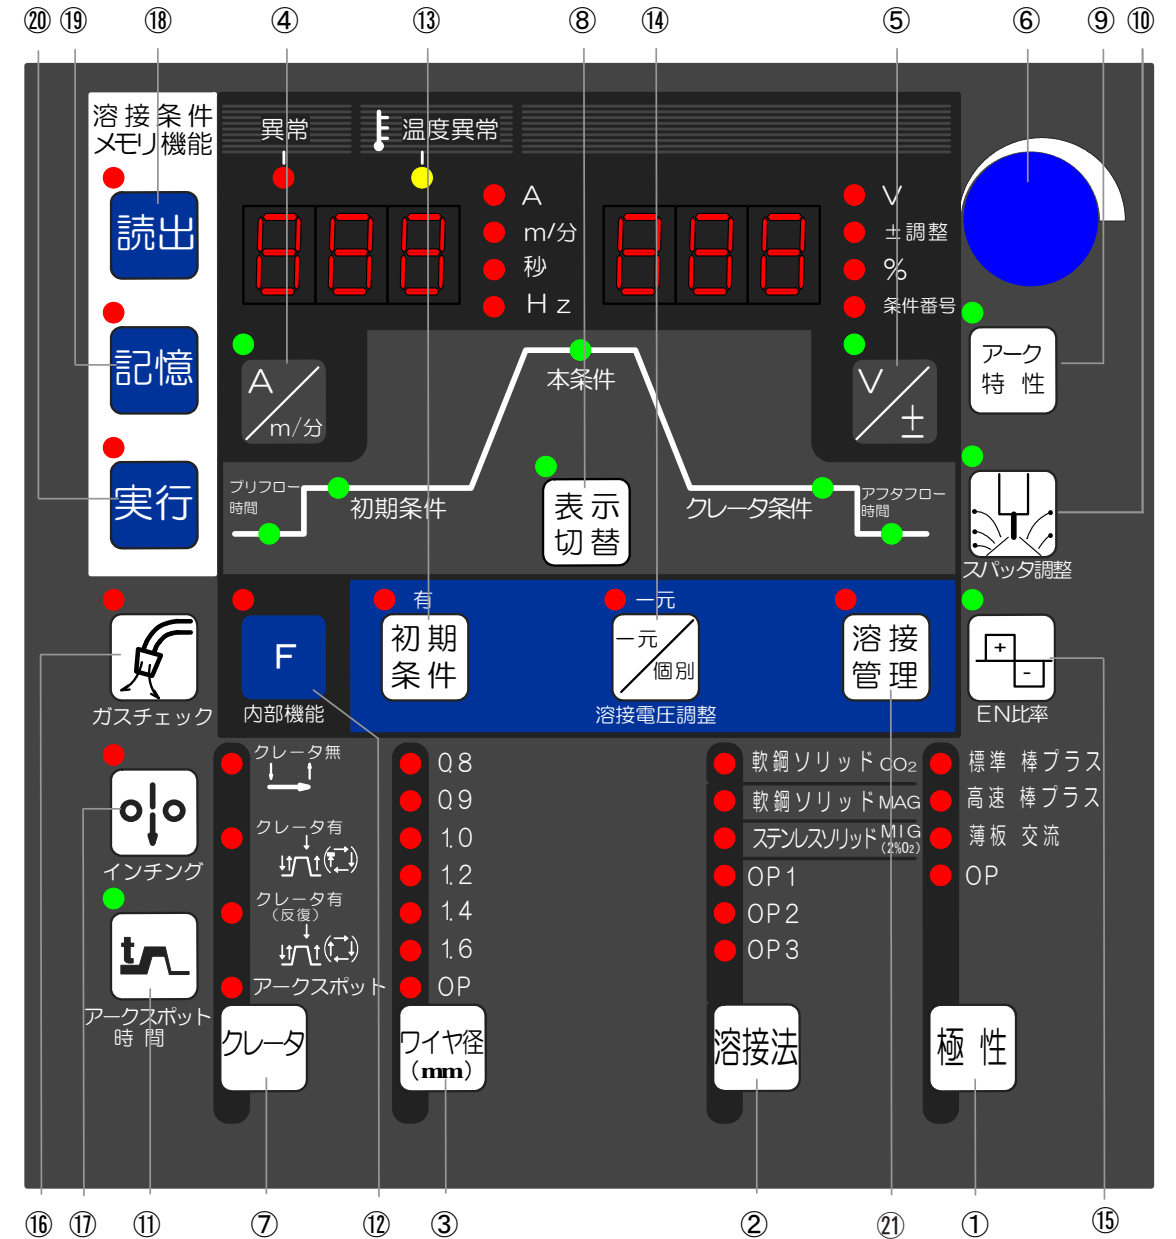 ⑳ ⑲ ⑱ ④ ⑬ ⑧ ⑭ ⑤ ⑥ ⑨ ⑩
溶接条件
メモリ機能
異常
温度異常
読出
記憶
実行
888
A
m/分
秒
Hz
888
V
±調整
%
条件番号
A
m/分
本条件
V
±
アーク
特性
プリフロー
時間
初期条件
表示
切替
クレータ条件
アフタフロー
時間
スパッタ調整
ガスチェック
F
内部機能
有
初期
条件
一元
一元
個別
溶接電圧調整
溶接
管理
+
-
EN比率
インチング
t
アークスポット
時間
クレータ無
クレータ有
クレータ有
(反復)
アークスポット
クレータ
0.8
0.9
1.0
1.2
1.4
1.6
OP
ワイヤ径
(mm)
軟鋼ソリッド CO2
軟鋼ソリッド MAG
ステンレスソリッド MIG
(2%O2)
OP1
OP2
OP3
溶接法
標準 棒プラス
高速 棒プラス
薄板 交流
OP
極性
⑯ ⑰ ⑪ ⑦ ⑫ ③ ② ㉑ ① ⑮